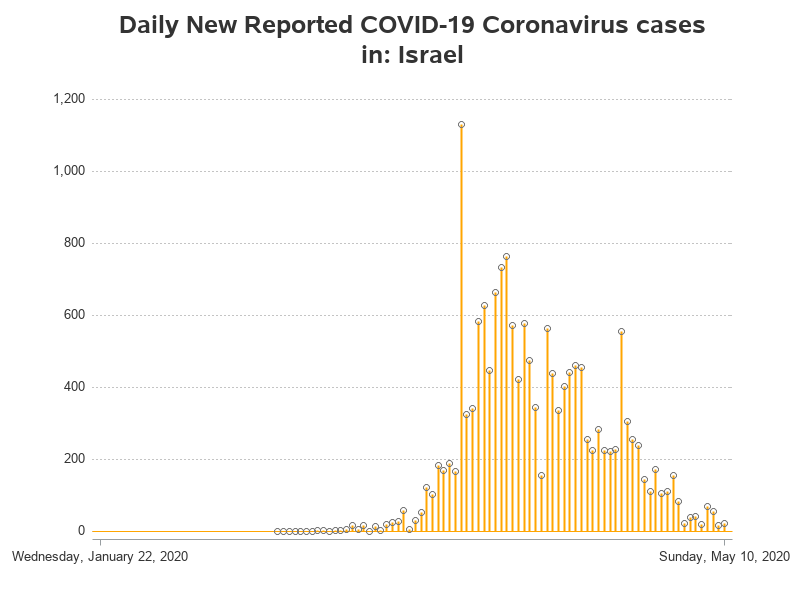 Daily New Reported COVID-19 Coronavirus cases
in: Israel
1,200
1,000
800
600
400
200
0
Wednesday, January 22, 2020
Sunday, May 10, 2020